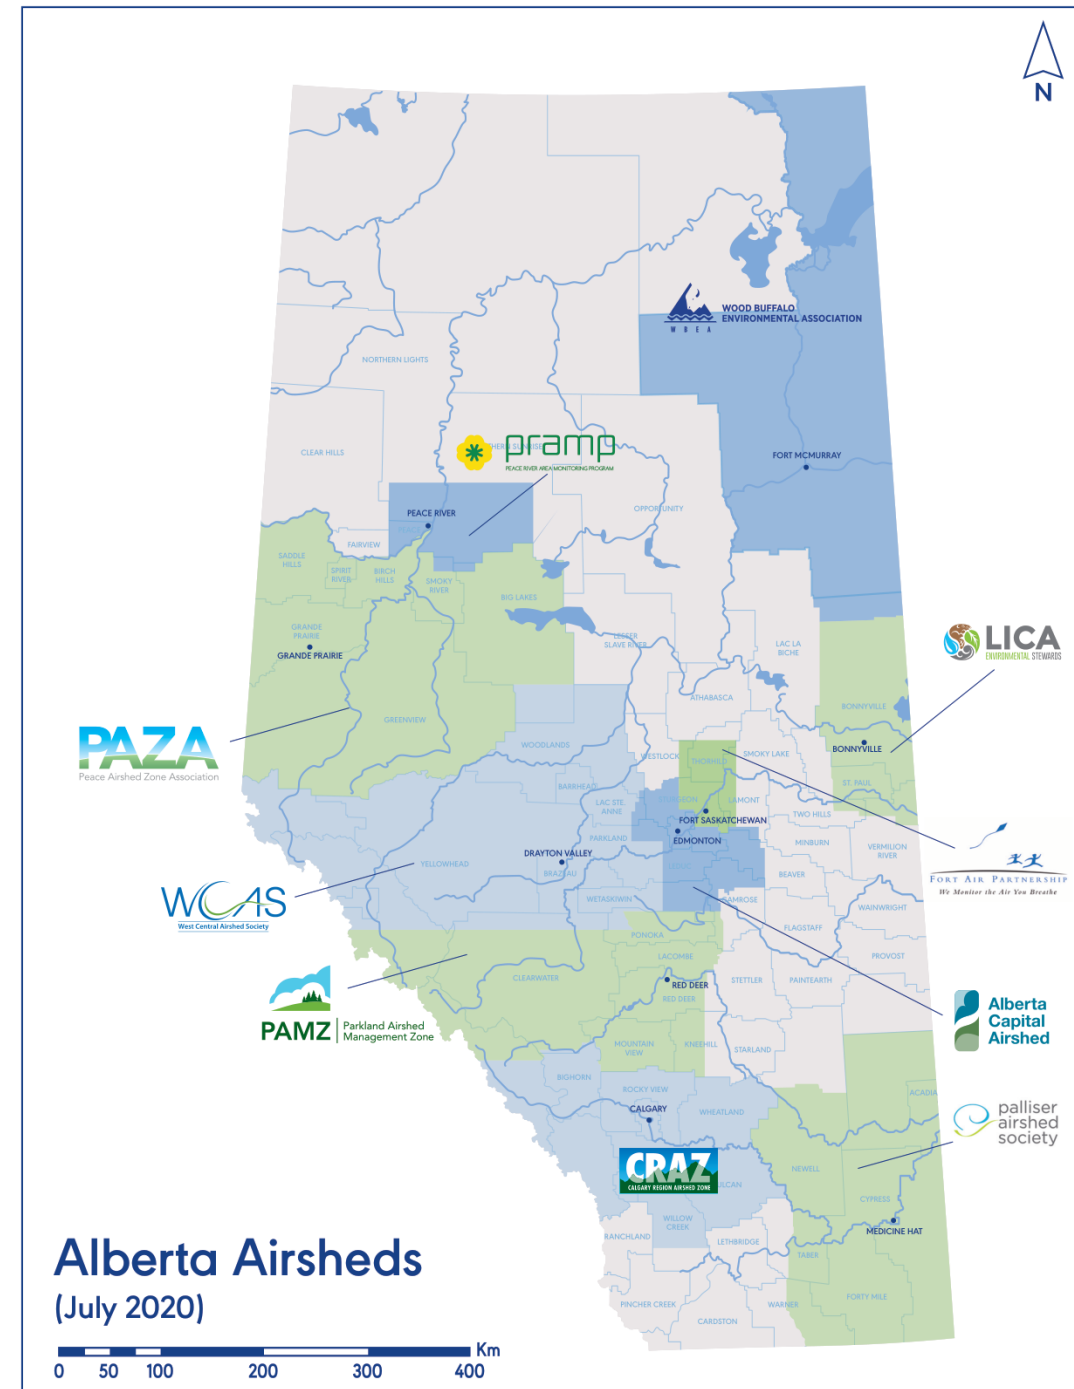 N
WOOD BUFFALO
ENVIRONMENTAL ASSOCIATION
W B E A
NORTHERN LIGHTS
CLEAR HILLS
pramp
PEACE RIVER AREA MONITORING PROGRAM
FORT MCMURRAY
OPPORTUNITY
PEACE RIVER
FAIRVIEW
SADDLE
HILLS
SPIRIT
RIVER
BIRCH
HILLS
SMOKY
RIVER
BIG LAKES
GRANDE
PRAIRIE
GRANDE PRAIRIE
LESSER
SLAVE RIVER
LAC LA
BICHE
LICA
ENVIRONMENTAL STEWARDS
ATHABASCA
BONNYVILLE
GREENVIEW
PAZA
Peace Airshed Zone Association
WOODLANDS
WESTLOCK
THORHILD
SMOKY LAKE
BONNYVILLE
ST. PAUL
BARRHEAD
LAC STE.
ANNE
LAMONT
FORT SASKATCHEWAN
TWO HILLS
PARKLAND
EDMONTON
MINBURN
VERMILION
RIVER
DRAYTON VALLEY
YELLOWHEAD
BRAZEAU
LEDUC
BEAVER
FORT AIR PARTNERSHIP
We Monitor the Air You Breathe
WCAS
West Central Airshed Society
WETASKIWIN
CAMROSE
WAINWRIGHT
FLAGSTAFF
PONOKA
LACOMBE
PROVOST
CLEARWATER
RED DEER
RED DEER
STETTLER
PAINTEARTH
PAMZ
Parkland Airshed
Management Zone
Alberta
Capital
Airshed
MOUNTAIN
VIEW
KNEEHILL
STARLAND
BIGHORN
ROCKY VIEW
ACADIA
CALGARY
WHEATLAND
palliser
airshed
society
CRAZ
CALGARY REGION AIRSHED ZONE
NEWELL
CYPRESS
WILLOW
CREEK
MEDICINE HAT
RANCHLAND
LETHBRIDGE
TABER
FORTY MILE
PINCHER CREEK
WARNER
CARDSTON
Alberta Airsheds
(July 2020)
Km
0 50 100 200 300 400